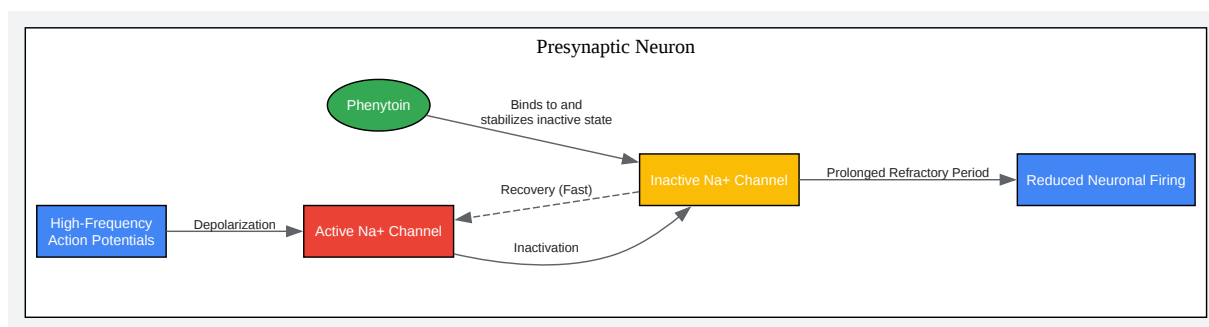 Presynaptic Neuron
Phenytoin
Binds to and
stabilizes inactive state
Inactive Na+ Channel
Prolonged Refractory Period
Reduced Neuronal Firing
Recovery (Fast)
High-Frequency
Action Potentials
Depolarization
Active Na+ Channel
Inactivation